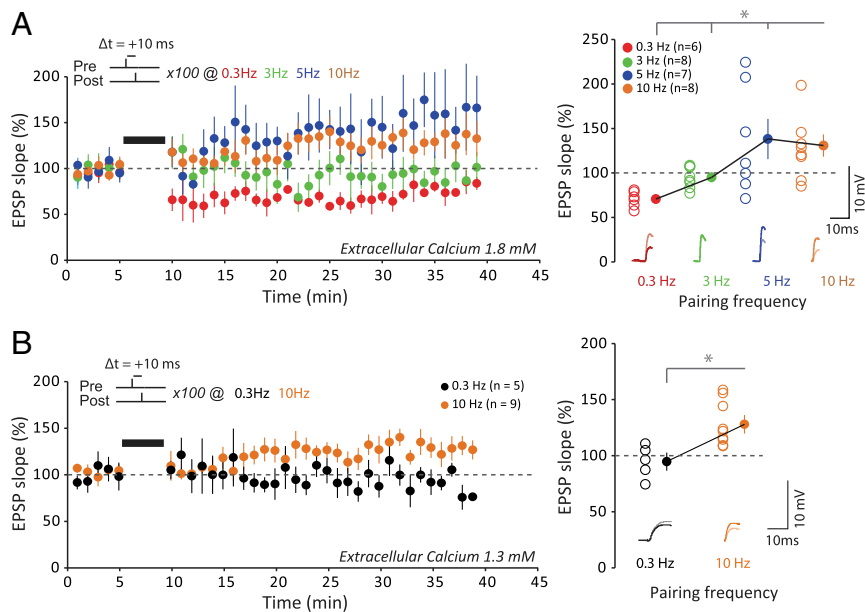 A
Δt = +10 ms
Pre
Post
x100 @ 0.3Hz 3Hz 5Hz 10Hz
EPSP slope (%)
200
150
100
50
0
Extracellular Calcium 1.8 mM
0 5 10 15 20 25 30 35 40 45
Time (min)
*
0.3 Hz (n=6)
3 Hz (n=8)
5 Hz (n=7)
10 Hz (n=8)
EPSP slope (%)
250
200
150
100
50
0
10 mV
10ms
0.3 Hz 3 Hz 5 Hz 10 Hz
Pairing frequency
B
Δt = +10 ms
Pre
Post
x100 @ 0.3Hz 10Hz
0.3 Hz (n = 5)
10 Hz (n = 9)
EPSP slope (%)
200
150
100
50
0
Extracellular Calcium 1.3 mM
0 5 10 15 20 25 30 35 40 45
Time (min)
*
EPSP slope (%)
200
150
100
50
0
10 mV
10ms
0.3 Hz 10 Hz
Pairing frequency